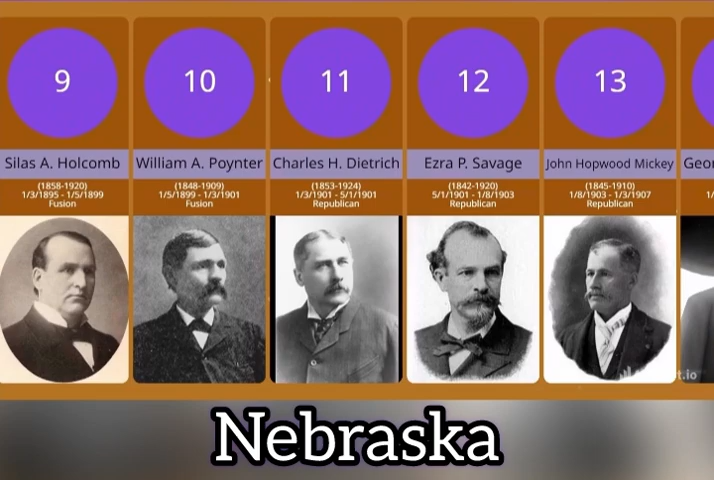 9
10
11
12
13
Silas A. Holcomb
William A. Poynter
Charles H. Dietrich
Ezra P. Savage
John Hopwood Mickey
Geor
(1858-1920)
1/3/1895 - 1/5/1899
Fusion
(1848-1909)
1/5/1899 - 1/3/1901
Fusion
(1853-1924)
1/3/1901 - 5/1/1901
Republican
(1842-1920)
5/1/1901 - 1/8/1903
Republican
(1845-1910)
1/8/1903 - 1/3/1907
Republican
Nebraska